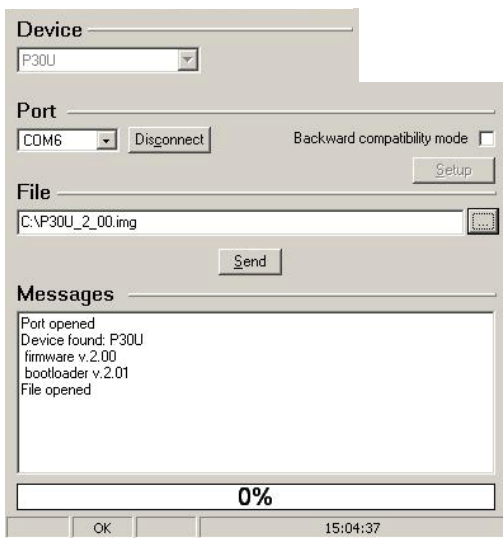 Device
P30U
Port
COM6 Disconnect Backward compatibility mode
Setup
File
C:\P30U_2_00.img ...
Send
Messages
Port opened
Device found: P30U
firmware v.2.00
bootloader v.2.01
File opened
0%
OK 15:04:37